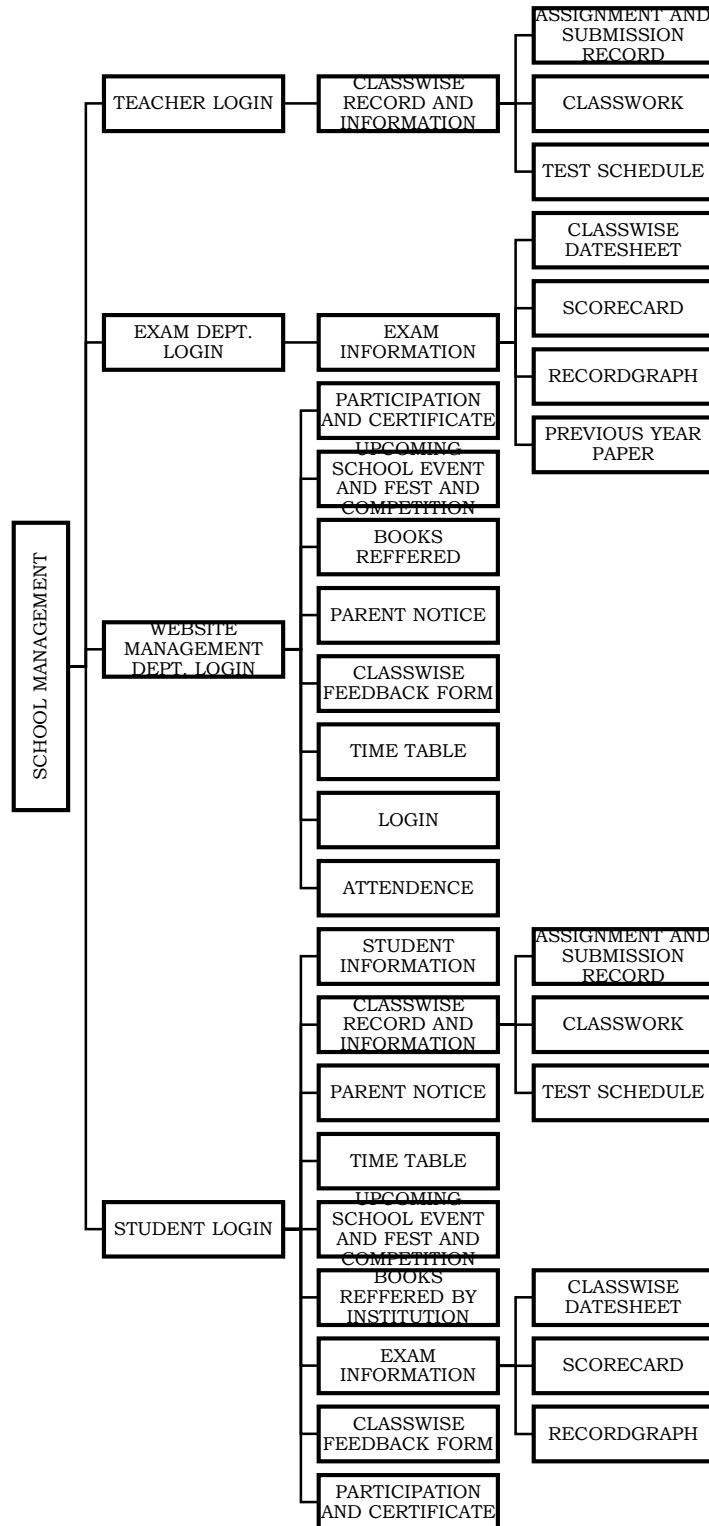 SCHOOL MANAGEMENT
TEACHER LOGIN
CLASSWISE
RECORD AND
INFORMATION
ASSIGNMENT AND
SUBMISSION
RECORD
CLASSWORK
TEST SCHEDULE
EXAM DEPT.
LOGIN
EXAM
INFORMATION
CLASSWISE
DATESHEET
SCORECARD
RECORDGRAPH
PREVIOUS YEAR
PAPER
WEBSITE
MANAGEMENT
DEPT. LOGIN
PARTICIPATION
AND CERTIFICATE
UPCOMING
SCHOOL EVENT
AND FEST AND
COMPETITION
BOOKS
REFFERED
PARENT NOTICE
CLASSWISE
FEEDBACK FORM
TIME TABLE
LOGIN
ATTENDENCE
STUDENT LOGIN
STUDENT
INFORMATION
CLASSWISE
RECORD AND
INFORMATION
ASSIGNMENT AND
SUBMISSION
RECORD
CLASSWORK
TEST SCHEDULE
PARENT NOTICE
TIME TABLE
UPCOMING
SCHOOL EVENT
AND FEST AND
COMPETITION
BOOKS
REFFERED BY
INSTITUTION
EXAM
INFORMATION
CLASSWISE
DATESHEET
SCORECARD
RECORDGRAPH
CLASSWISE
FEEDBACK FORM
PARTICIPATION
AND CERTIFICATE